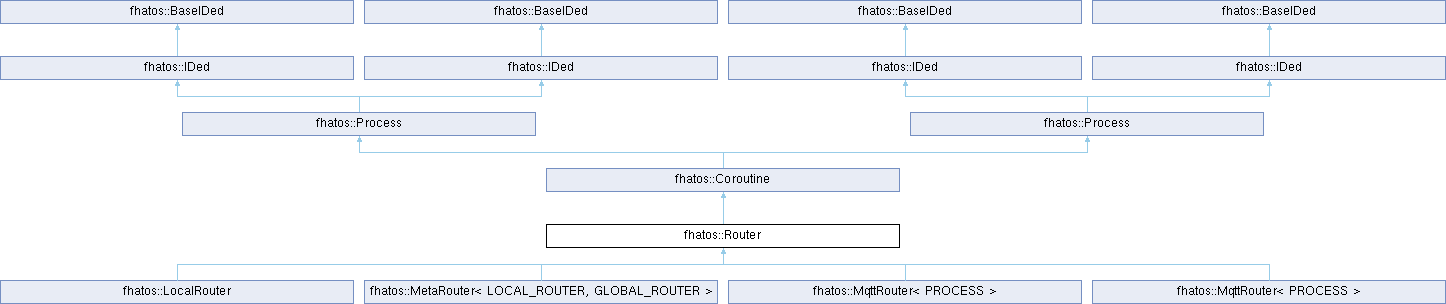 fhatos::BaseIDed
fhatos::BaseIDed
fhatos::BaseIDed
fhatos::BaseIDed
fhatos::IDed
fhatos::IDed
fhatos::IDed
fhatos::IDed
fhatos::Process
fhatos::Process
fhatos::Coroutine
fhatos::Router
fhatos::LocalRouter
fhatos::MetaRouter< LOCAL_ROUTER, GLOBAL_ROUTER >
fhatos::MqttRouter< PROCESS >
fhatos::MqttRouter< PROCESS >